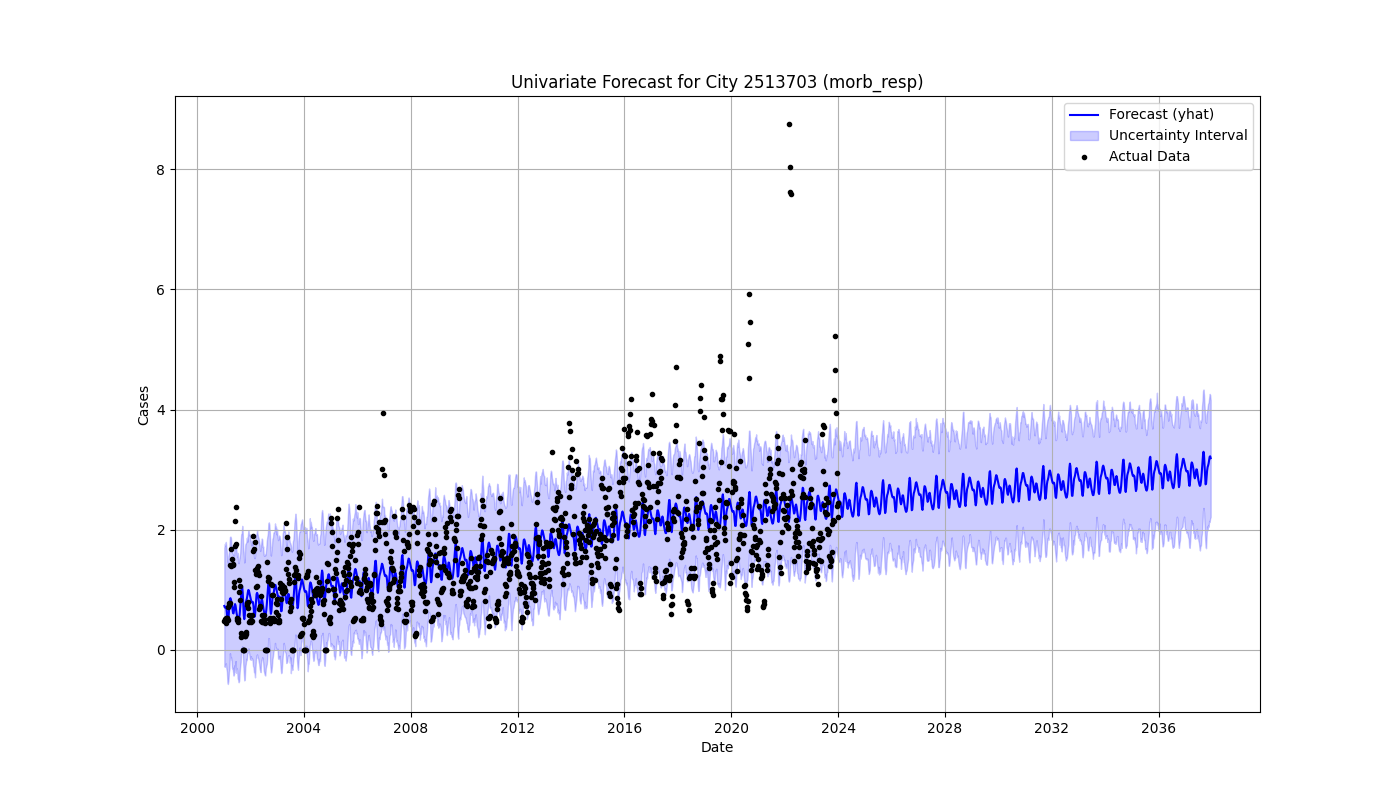 Univariate Forecast for City 2513703 (morb_resp)
Forecast (yhat)
Uncertainty Interval
Actual Data
8
6
4
2
0
Cases
2000 2004 2008 2012 2016 2020 2024 2028 2032 2036
Date